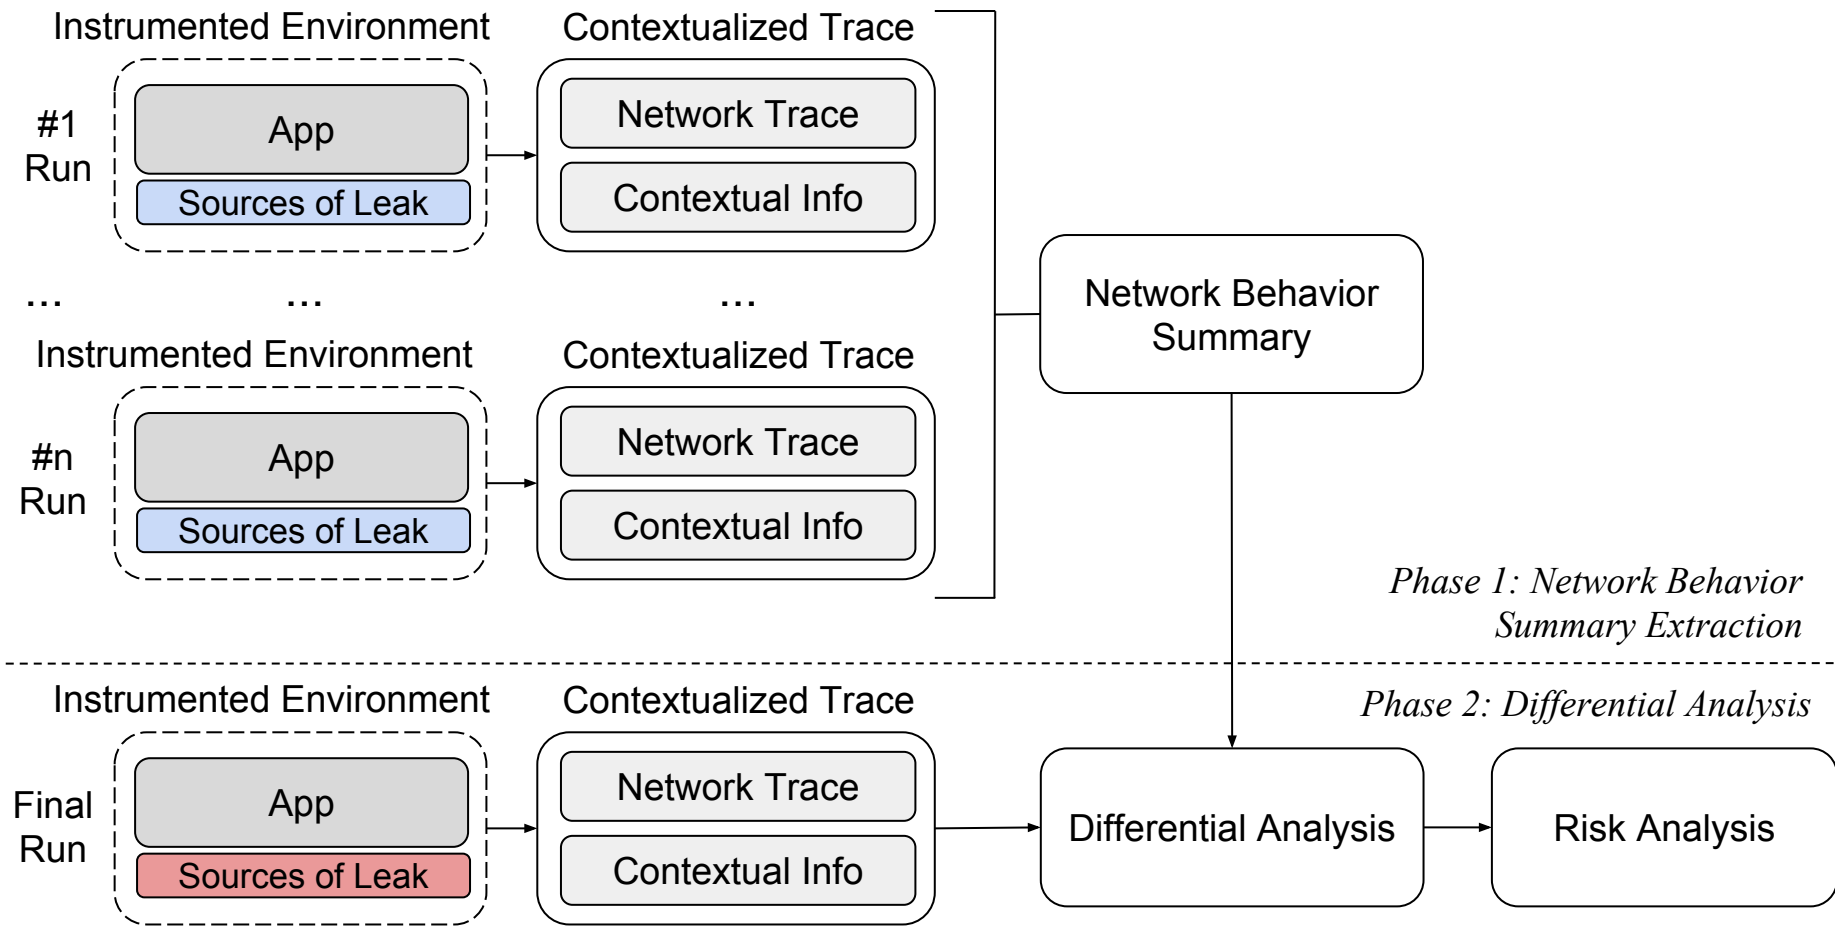 Instrumented Environment
Contextualized Trace
#1
Run
App
Sources of Leak
Network Trace
Contextual Info
...
...
...
Network Behavior
Summary
Instrumented Environment
Contextualized Trace
#n
Run
App
Sources of Leak
Network Trace
Contextual Info
Phase 1: Network Behavior
Summary Extraction
Instrumented Environment
Contextualized Trace
Phase 2: Differential Analysis
Final
Run
App
Sources of Leak
Network Trace
Contextual Info
Differential Analysis
Risk Analysis